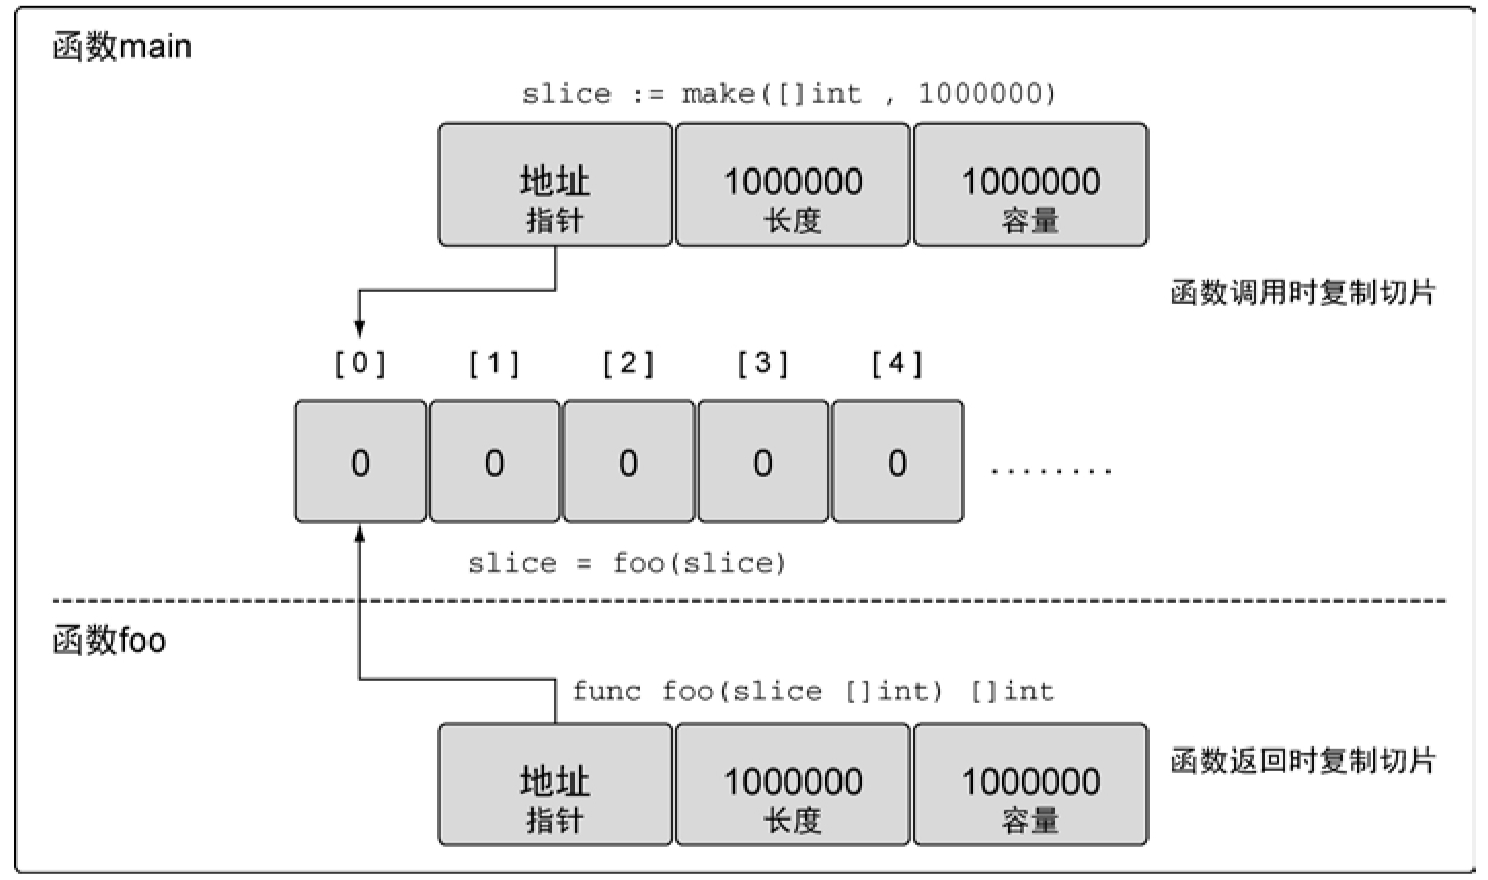 函数main
slice := make([]int , 1000000)
地址 1000000 1000000
指针 长度 容量
函数调用时复制切片
[0] [1] [2] [3] [4]
0 0 0 0 0 ........
slice = foo(slice)
函数foo
func foo(slice []int) []int
地址 1000000 1000000
指针 长度 容量
函数返回时复制切片